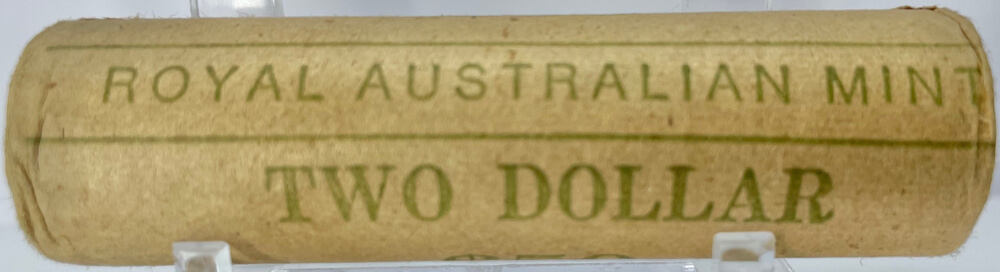 ROYAL AUSTRALIAN MINT
TWO DOLLAR